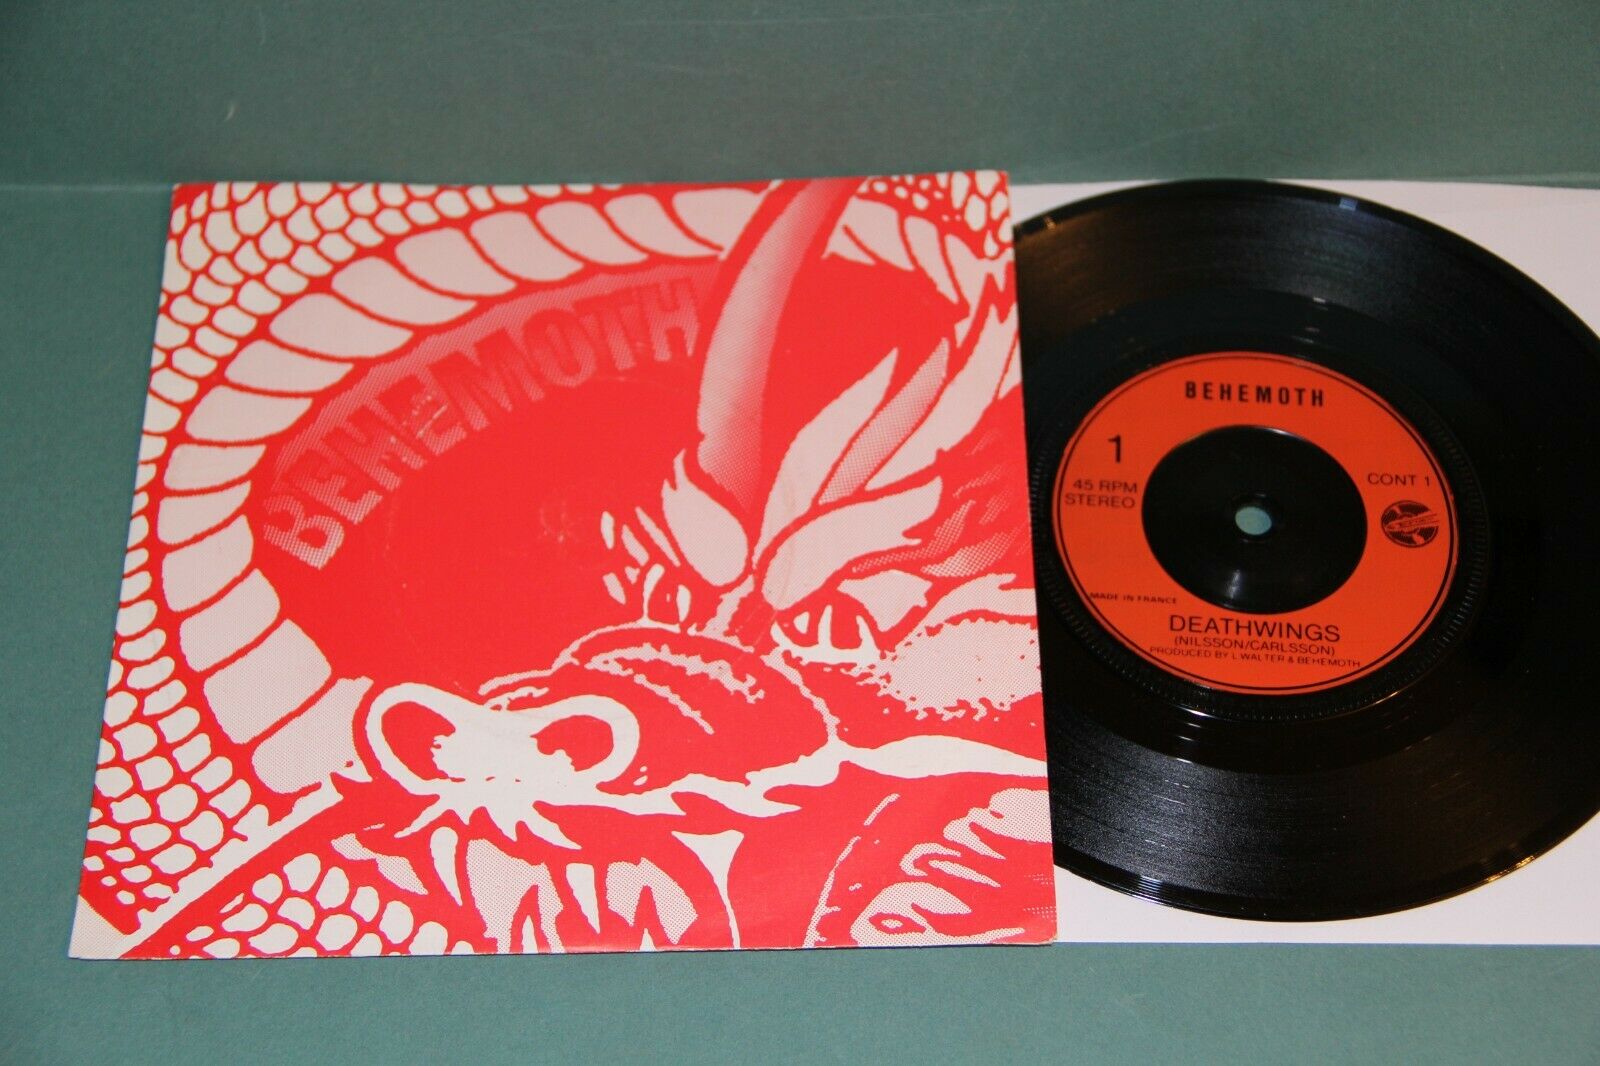 BEHEMOTH
BEHEMOTH
1
45 RPM
STEREO
CONT 1
MADE IN FRANCE
DEATHWINGS
(NILSSON/CARLSSON)
PRODUCED BY L WALTER & BEHEMOTH